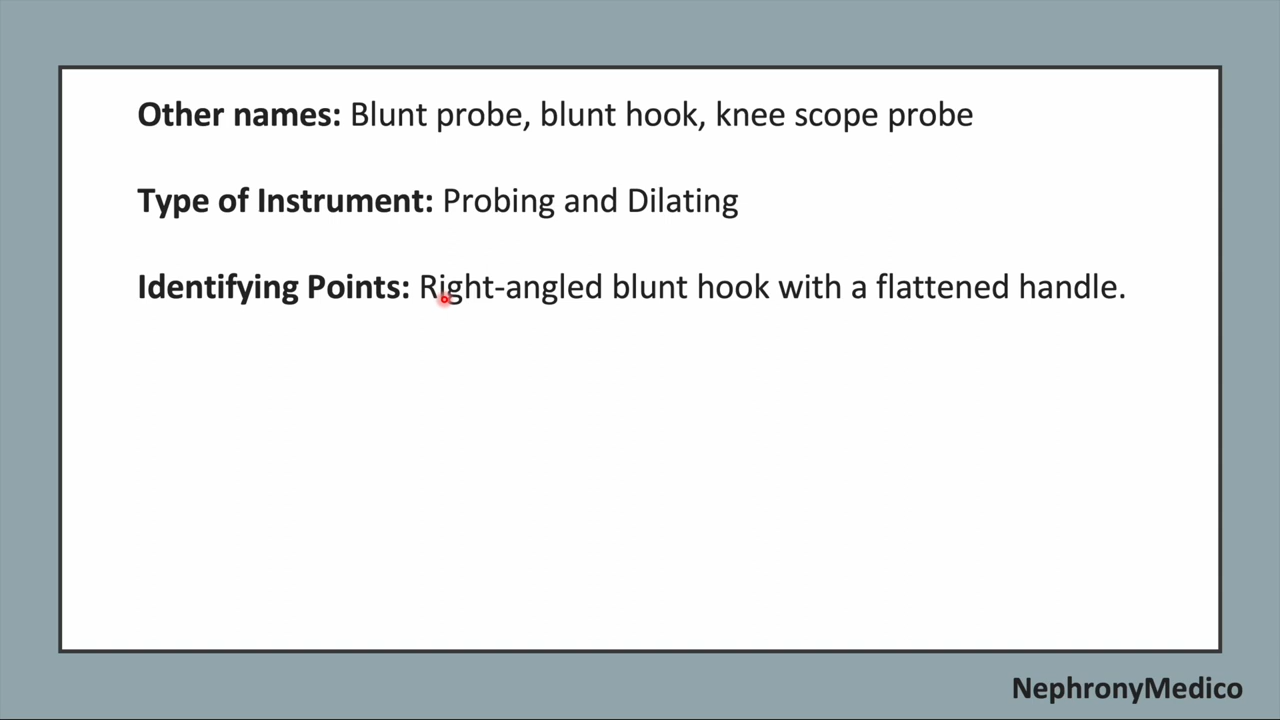 Other names: Blunt probe, blunt hook, knee scope probe
Type of Instrument: Probing and Dilating
Identifying Points: Right-angled blunt hook with a flattened handle.
NephronyMedico